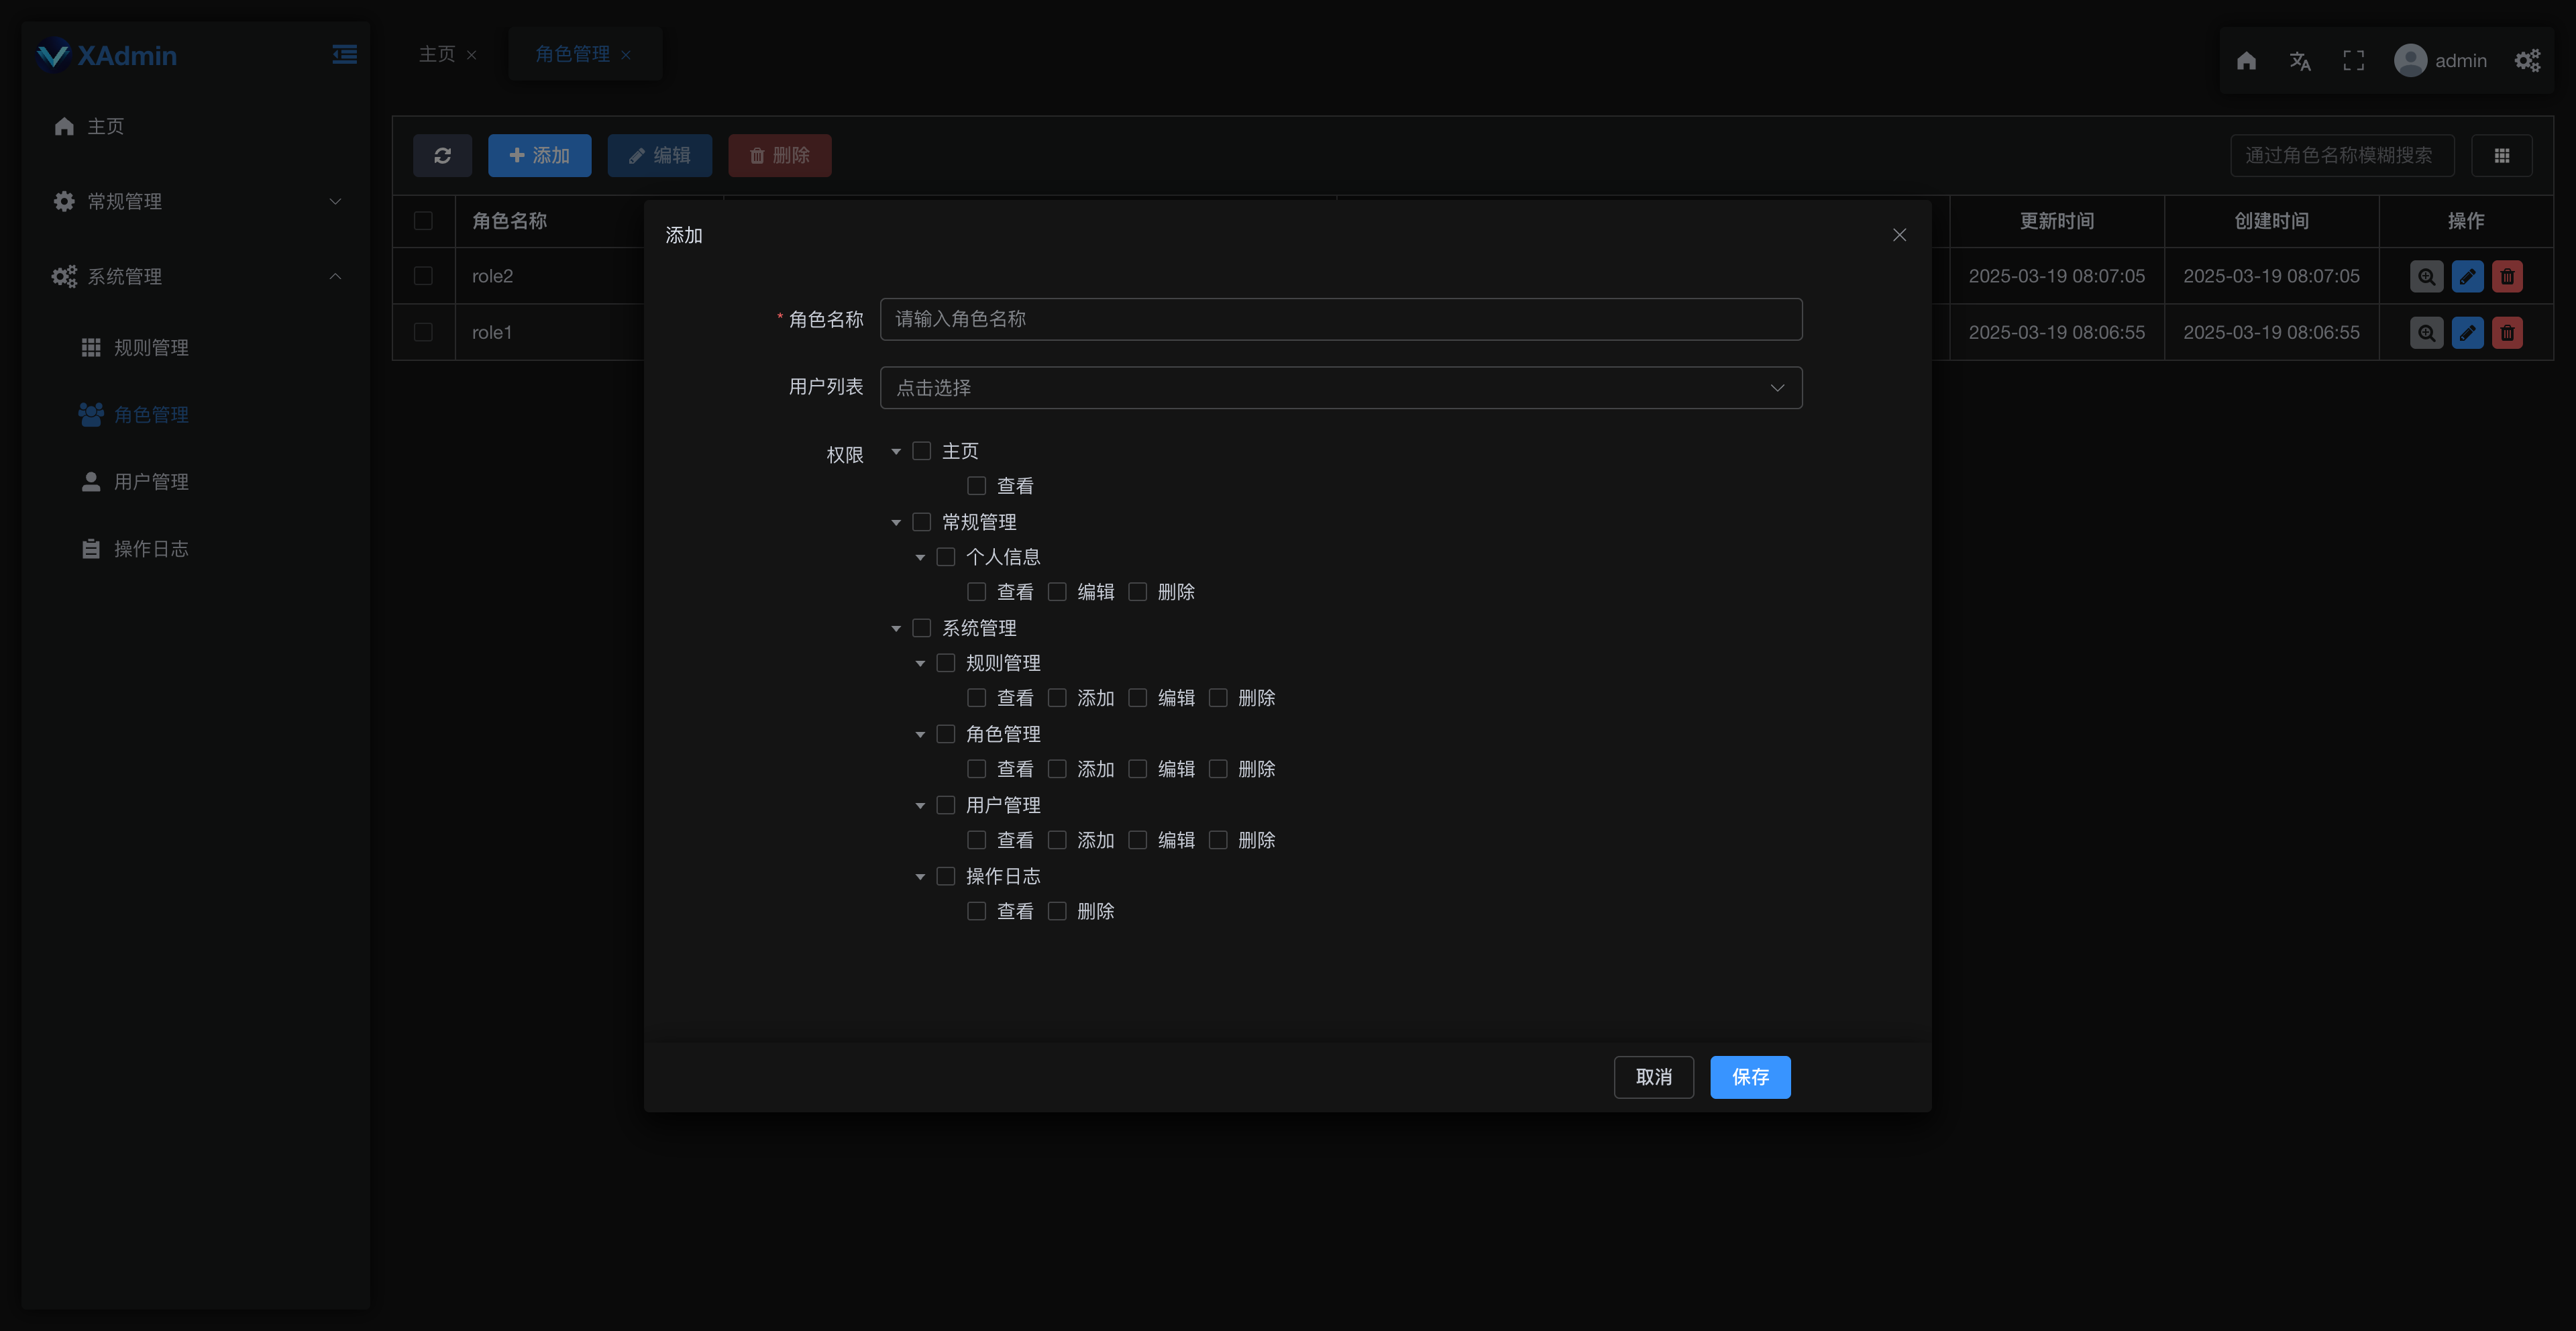 XAdmin
主页
常规管理
系统管理
规则管理
角色管理
用户管理
操作日志
主页 角色管理
admin
添加 编辑 删除
通过角色名称模糊搜索
角色名称 更新时间 创建时间 操作
role2 2025-03-19 08:07:05 2025-03-19 08:07:05
role1 2025-03-19 08:06:55 2025-03-19 08:06:55
添加
* 角色名称 请输入角色名称
用户列表 点击选择
权限 主页
查看
常规管理
个人信息
查看 编辑 删除
系统管理
规则管理
查看 添加 编辑 删除
角色管理
查看 添加 编辑 删除
用户管理
查看 添加 编辑 删除
操作日志
查看 删除
取消 保存